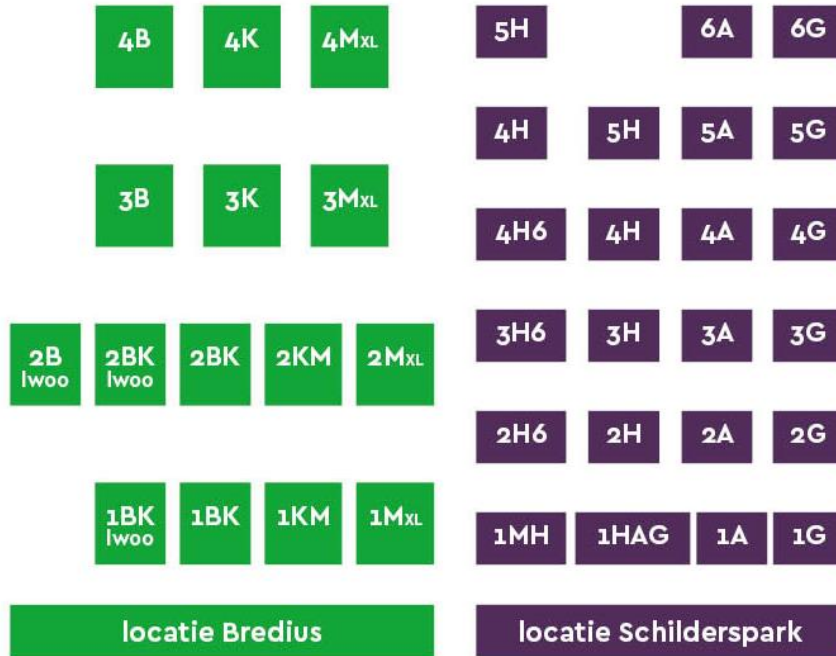 4B 4K 4MXL
3B 3K 3MXL
2B lwoo 2BK lwoo 2BK 2KM 2MXL
1BK lwoo 1BK 1KM 1MXL
locatie Bredius
5H 6A 6G
4H 5H 5A 5G
4H6 4H 4A 4G
3H6 3H 3A 3G
2H6 2H 2A 2G
1MH 1HAG 1A 1G
locatie Schilderspark